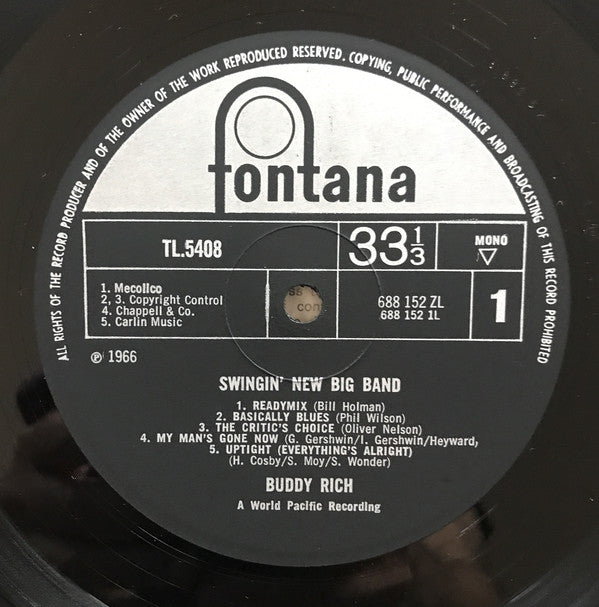 ALL RIGHTS OF THE RECORD PRODUCER AND OF THE OWNER OF THE WORK REPRODUCED RESERVED. COPYING, PUBLIC PERFORMANCE AND BROADCASTING OF THIS RECORD PROHIBITED
fontana
TL.5408
33⅓
MONO
1. Mecolico
2, 3. Copyright Control
4. Chappell & Co.
5. Carlin Music
688 152 ZL
688 152 1L
1
℗ 1966
SWINGIN' NEW BIG BAND
1. READYMIX (Bill Holman)
2. BASICALLY BLUES (Phil Wilson)
3. THE CRITIC'S CHOICE (Oliver Nelson)
4. MY MAN'S GONE NOW (G. Gershwin/I. Gershwin/Heyward,
5. UPTIGHT (EVERYTHING'S ALRIGHT)
(H. Cosby/S. Moy/S. Wonder)
BUDDY RICH
A World Pacific Recording